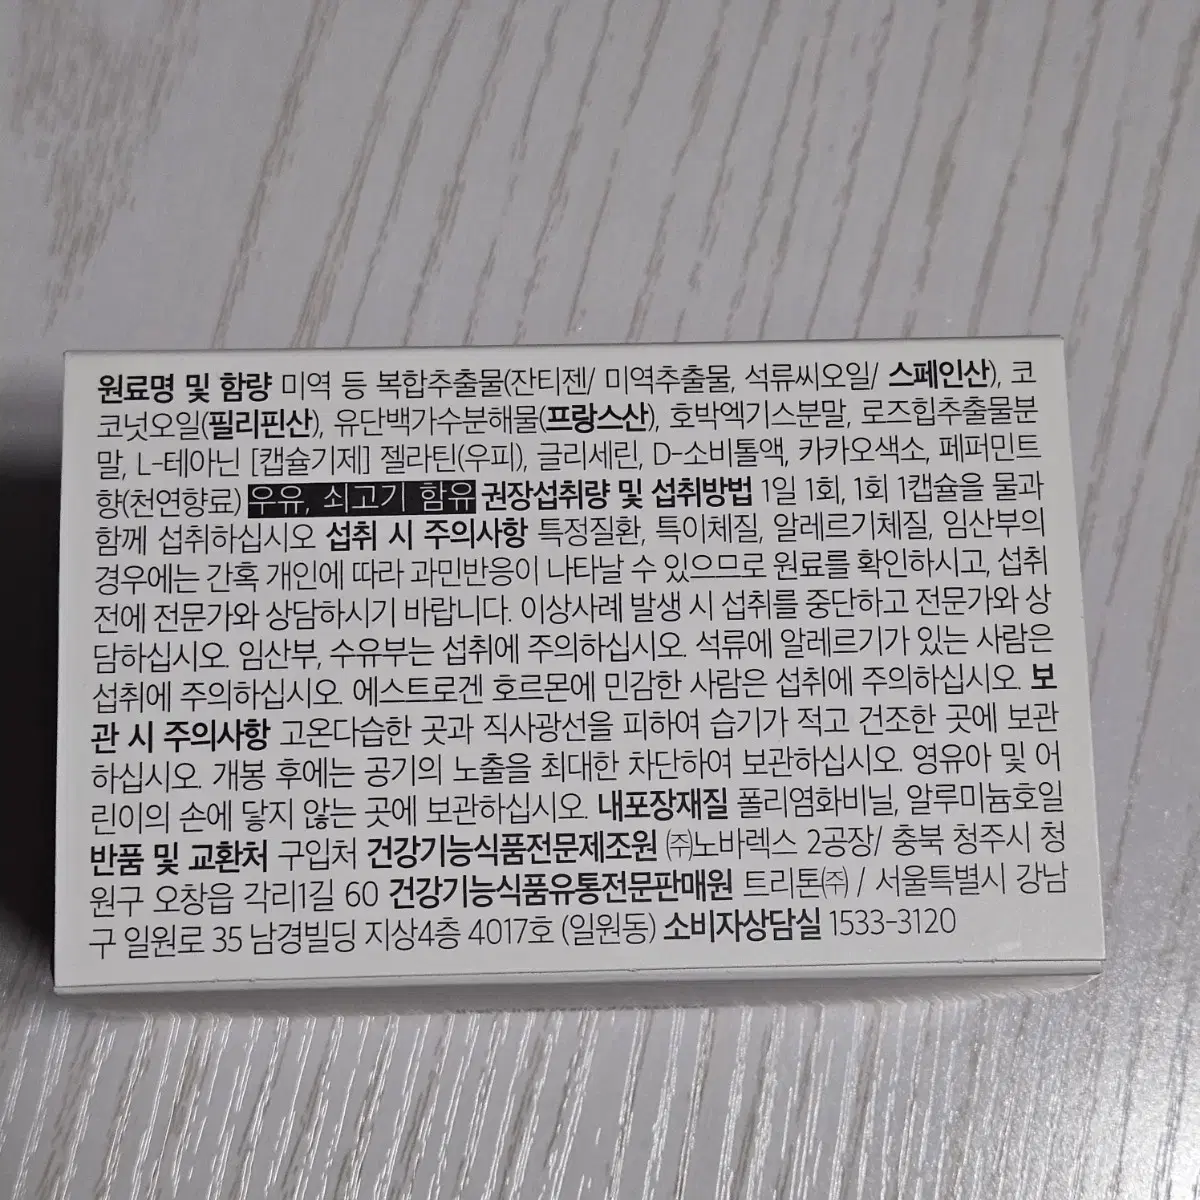 원료명 및 함량 미역 등 복합추출물(잔티젠/ 미역추출물, 석류씨오일/ 스페인산), 코
코넛오일(필리핀산), 유단백가수분해물(프랑스산), 호박엑기스분말, 로즈힙추출물분
말, L-테아닌 [캡슐기제] 젤라틴(우피), 글리세린, D-소비톨액, 카카오색소, 페퍼민트
향(천연향료) 우유, 쇠고기 함유 권장섭취량 및 섭취방법 1일 1회, 1회 1캡슐을 물과
함께 섭취하십시오 섭취 시 주의사항 특정질환, 특이체질, 알레르기체질, 임산부의
경우에는 간혹 개인에 따라 과민반응이 나타날 수 있으므로 원료를 확인하시고, 섭취
전에 전문가와 상담하시기 바랍니다. 이상사례 발생 시 섭취를 중단하고 전문가와 상
담하십시오. 임산부, 수유부는 섭취에 주의하십시오. 석류에 알레르기가 있는 사람은
섭취에 주의하십시오. 에스트로겐 호르몬에 민감한 사람은 섭취에 주의하십시오. 보
관 시 주의사항 고온다습한 곳과 직사광선을 피하여 습기가 적고 건조한 곳에 보관
하십시오. 개봉 후에는 공기의 노출을 최대한 차단하여 보관하십시오. 영유아 및 어
린이의 손에 닿지 않는 곳에 보관하십시오. 내포장재질 폴리염화비닐, 알루미늄호일
반품 및 교환처 구입처 건강기능식품전문제조원 ㈜노바렉스 2공장/ 충북 청주시 청
원구 오창읍 각리1길 60 건강기능식품유통전문판매원 트리톤㈜ / 서울특별시 강남
구 일원로 35 남경빌딩 지상4층 4017호 (일원동) 소비자상담실 1533-3120